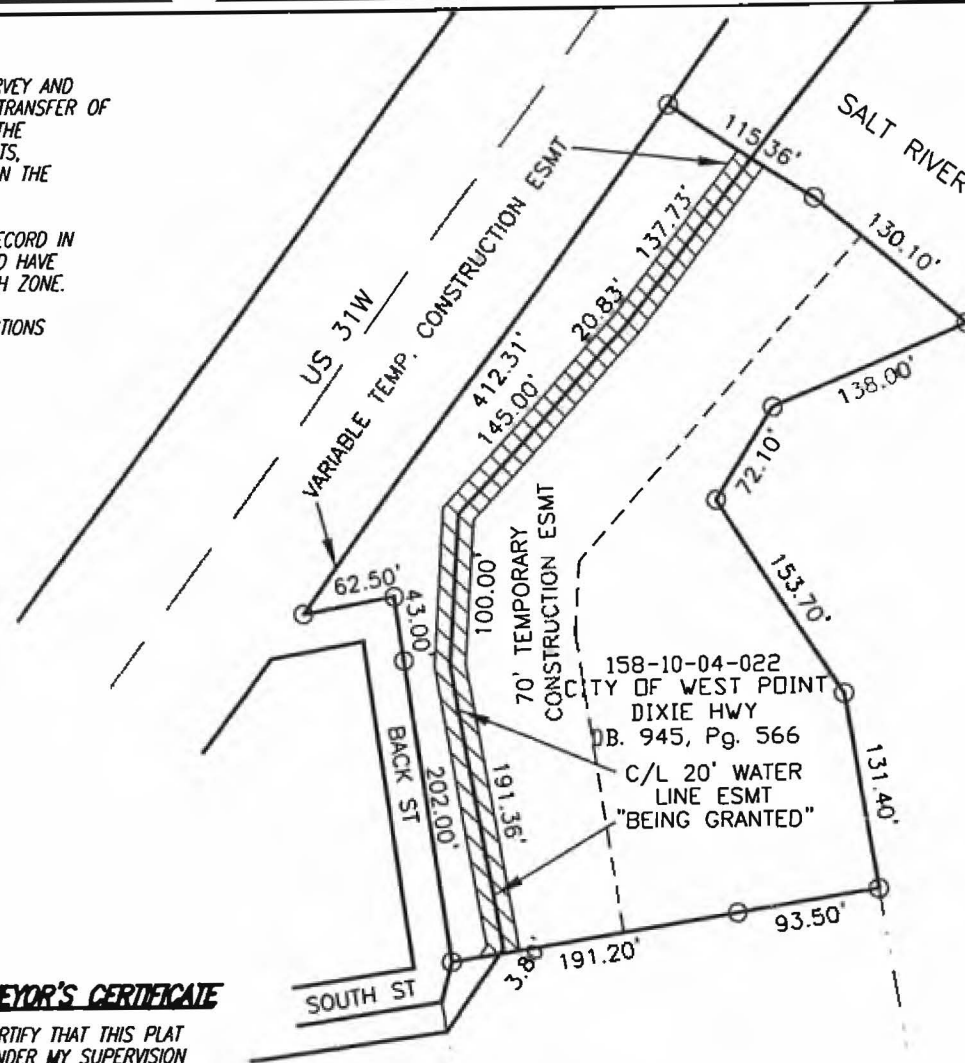 RVEY AND
TRANSFER OF
THE
TS,
N THE
ECORD IN
D HAVE
H ZONE.
TIONS
SALT RIVER
115.36'
130.10'
137.73'
20.83'
138.00'
US 31W
VARIABLE TEMP. CONSTRUCTION ESMT
412.31'
145.00'
72.10'
62.50'
43.00'
100.00'
70' TEMPORARY
CONSTRUCTION ESMT
153.70'
158-10-04-022
CITY OF WEST POINT
DIXIE HWY
DB. 945, Pg. 566
C/L 20' WATER
LINE ESMT
"BEING GRANTED"
BACK ST
202.00'
191.36'
131.40'
93.50'
191.20'
SOUTH ST
EYOR'S CERTIFICATE
RTIFY THAT THIS PLAT
NDER MY SUPERVISION